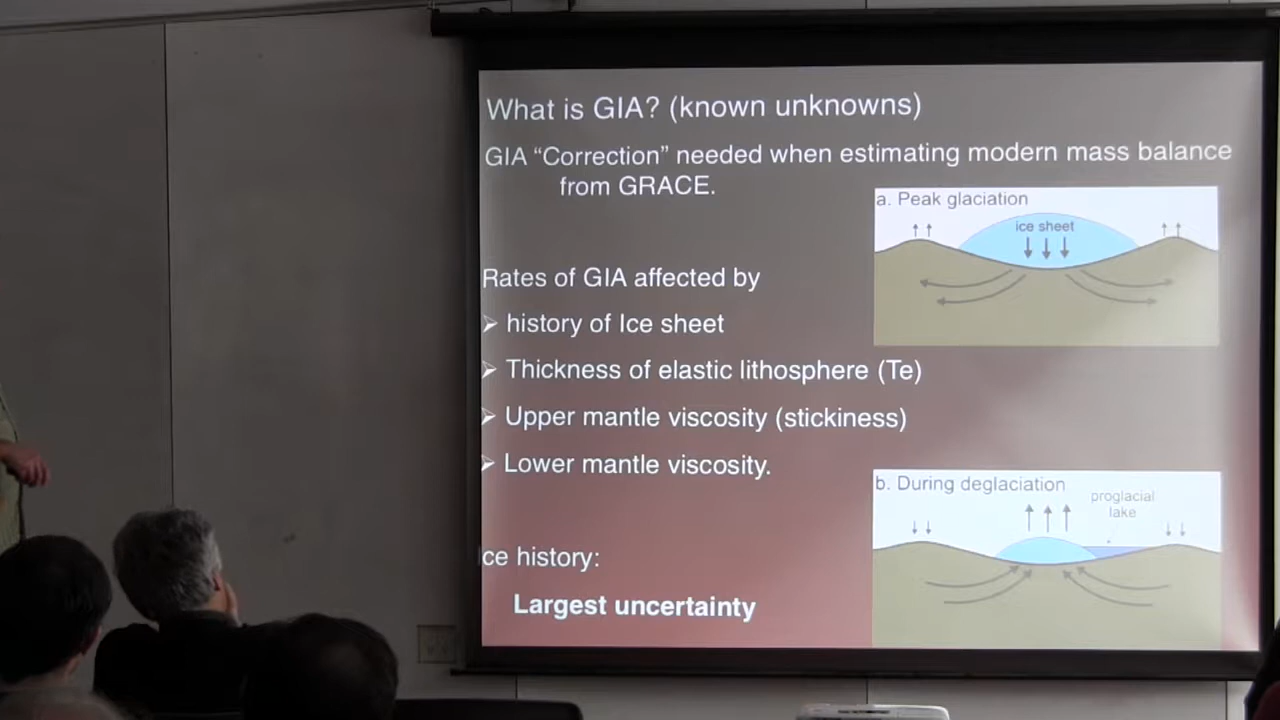 What is GIA? (known unknowns)
GIA “Correction” needed when estimating modern mass balance
from GRACE.
a. Peak glaciation
ice sheet
Rates of GIA affected by
➢ history of Ice sheet
➢ Thickness of elastic lithosphere (Te)
➢ Upper mantle viscosity (stickiness)
➢ Lower mantle viscosity.
b. During deglaciation
proglacial
lake
Ice history:
Largest uncertainty